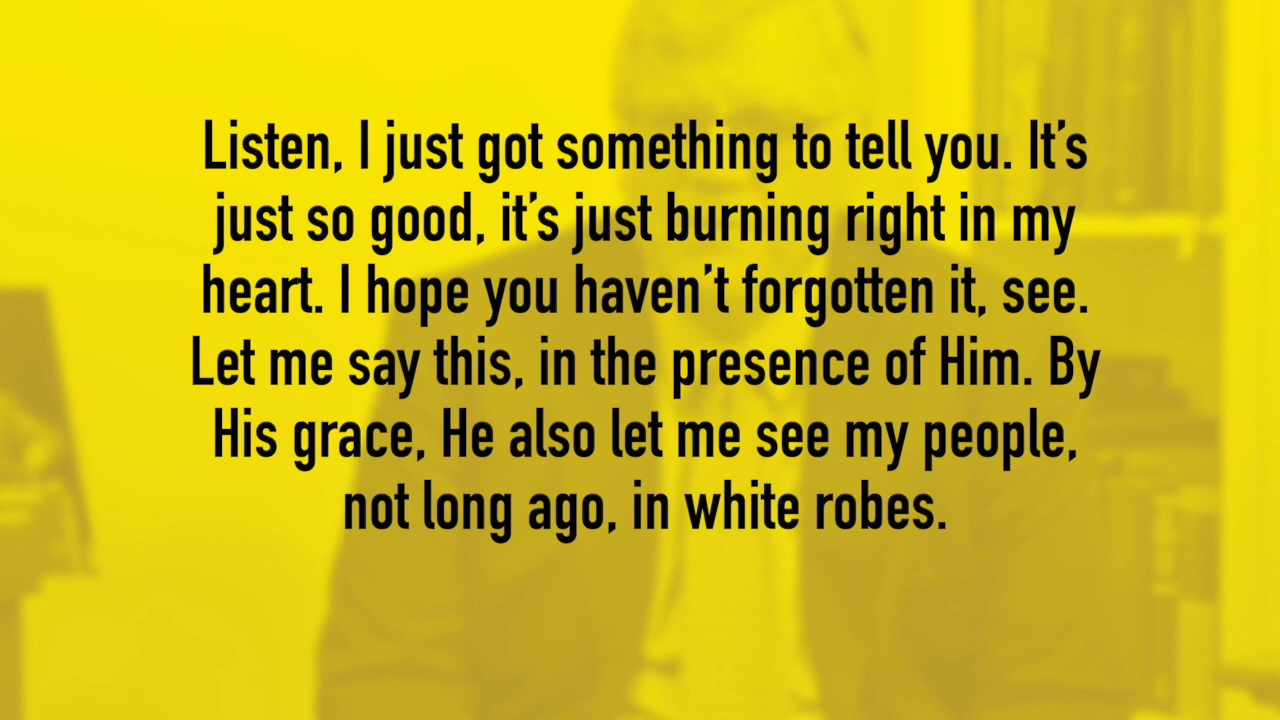 Listen, I just got something to tell you. It’s
just so good, it’s just burning right in my
heart. I hope you haven’t forgotten it, see.
Let me say this, in the presence of Him. By
His grace, He also let me see my people,
not long ago, in white robes.